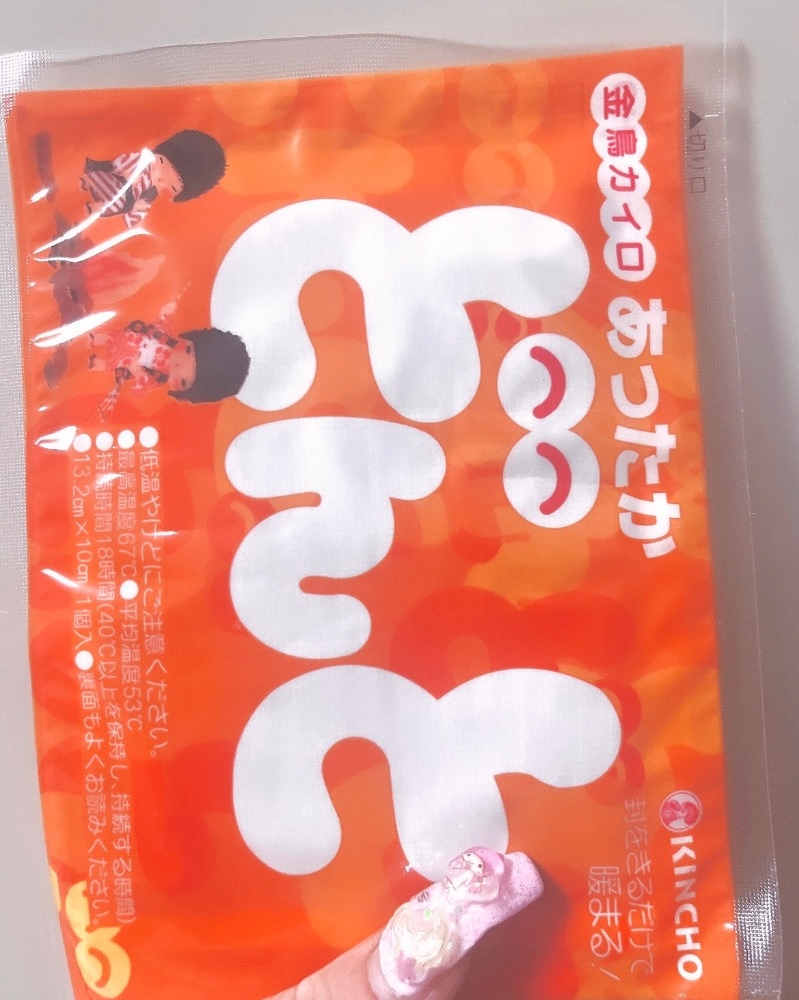 ▲切り口
金鳥カイロ あったか
KINCHO
封をきるだけで
暖まる!
どんと
●低温やけどにご注意ください。
●最高温度67℃●平均温度53℃
●持続時間18時間(40℃以上を保持し、持続する時間)
●13.2cm×10cm 1個入●裏面もよくお読みください。